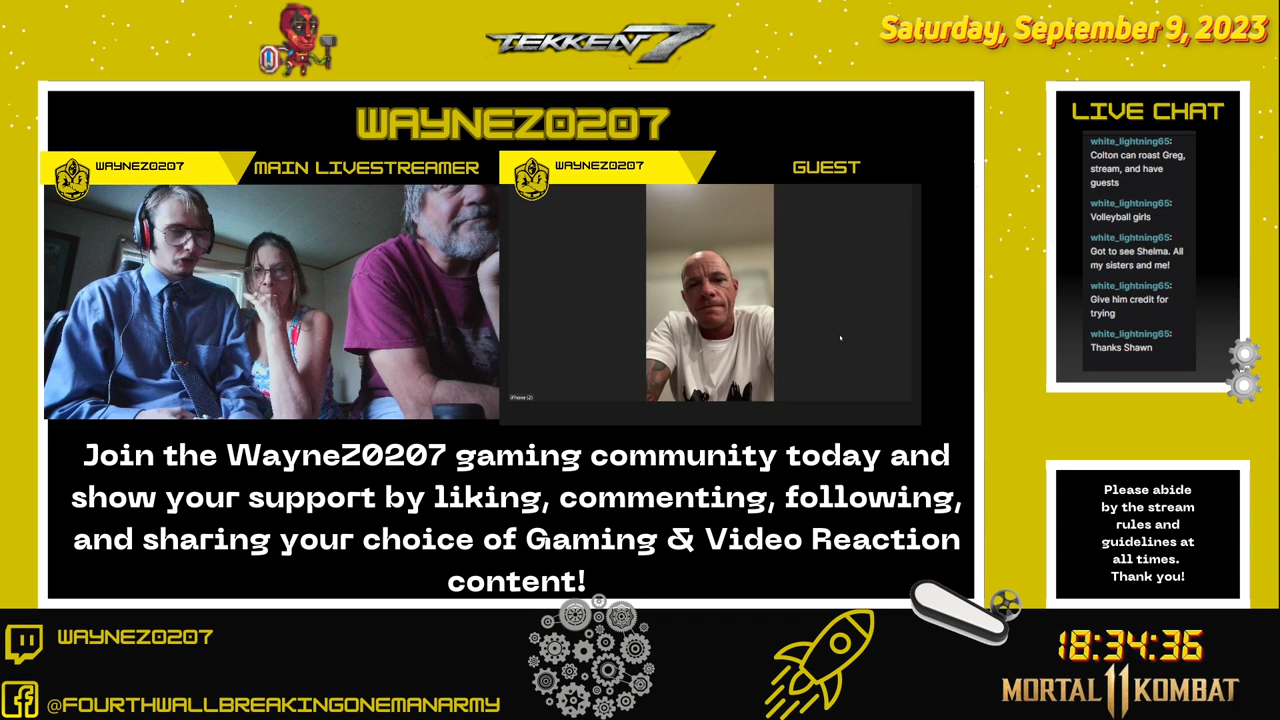 TEKKEN 7
Saturday, September 9, 2023
WAYNEZ0207
WAYNEZ0207
MAIN LIVESTREAMER
WAYNEZ0207
GUEST
iPhone (2)
Join the WayneZ0207 gaming community today and
show your support by liking, commenting, following,
and sharing your choice of Gaming & Video Reaction
content!
LIVE CHAT
white_lightning65:
Colton can roast Greg,
stream, and have
guests
white_lightning65:
Volleyball girls
white_lightning65:
Got to see Shelma. All
my sisters and me!
white_lightning65:
Give him credit for
trying
white_lightning65:
Thanks Shawn
Please abide
by the stream
rules and
guidelines at
all times.
Thank you!
WAYNEZ0207
@FOURTHWALLBREAKINGONEMANARMY
18:34:36
MORTAL KOMBAT 11